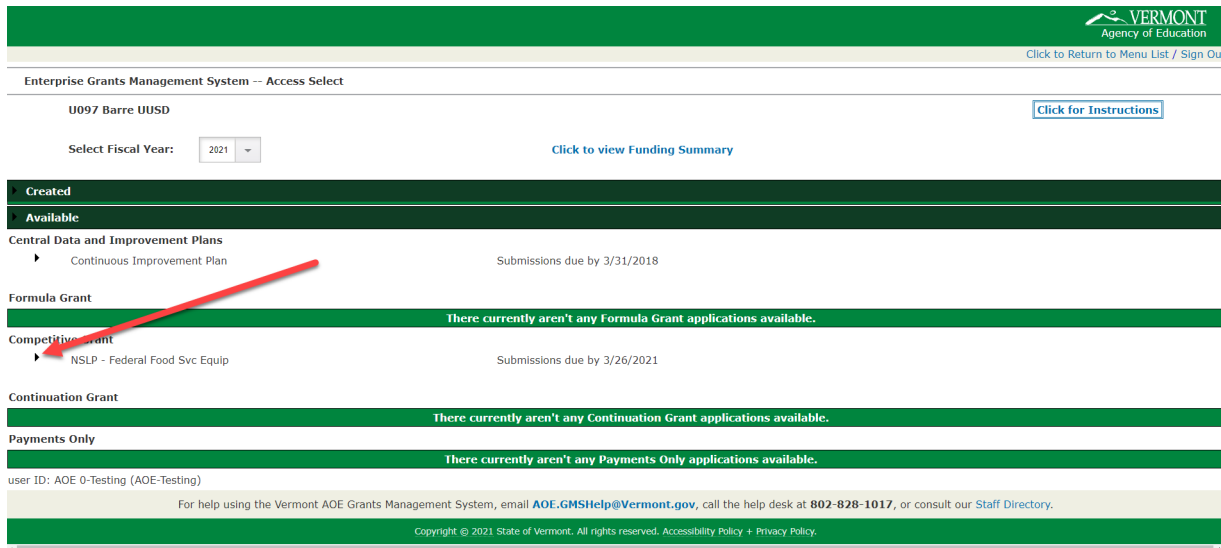 VERMONT
Agency of Education
Click to Return to Menu List / Sign Ou
Enterprise Grants Management System -- Access Select
U097 Barre UUSD
Click for Instructions
Select Fiscal Year: 2021 Click to view Funding Summary
Created
Available
Central Data and Improvement Plans
Continuous Improvement Plan Submissions due by 3/31/2018
Formula Grant
There currently aren't any Formula Grant applications available.
Competitive Grant
NSLP - Federal Food Svc Equip Submissions due by 3/26/2021
Continuation Grant
There currently aren't any Continuation Grant applications available.
Payments Only
There currently aren't any Payments Only applications available.
user ID: AOE 0-Testing (AOE-Testing)
For help using the Vermont AOE Grants Management System, email AOE.GMSHelp@Vermont.gov, call the help desk at 802-828-1017, or consult our Staff Directory.
Copyright © 2021 State of Vermont. All rights reserved. Accessibility Policy + Privacy Policy.